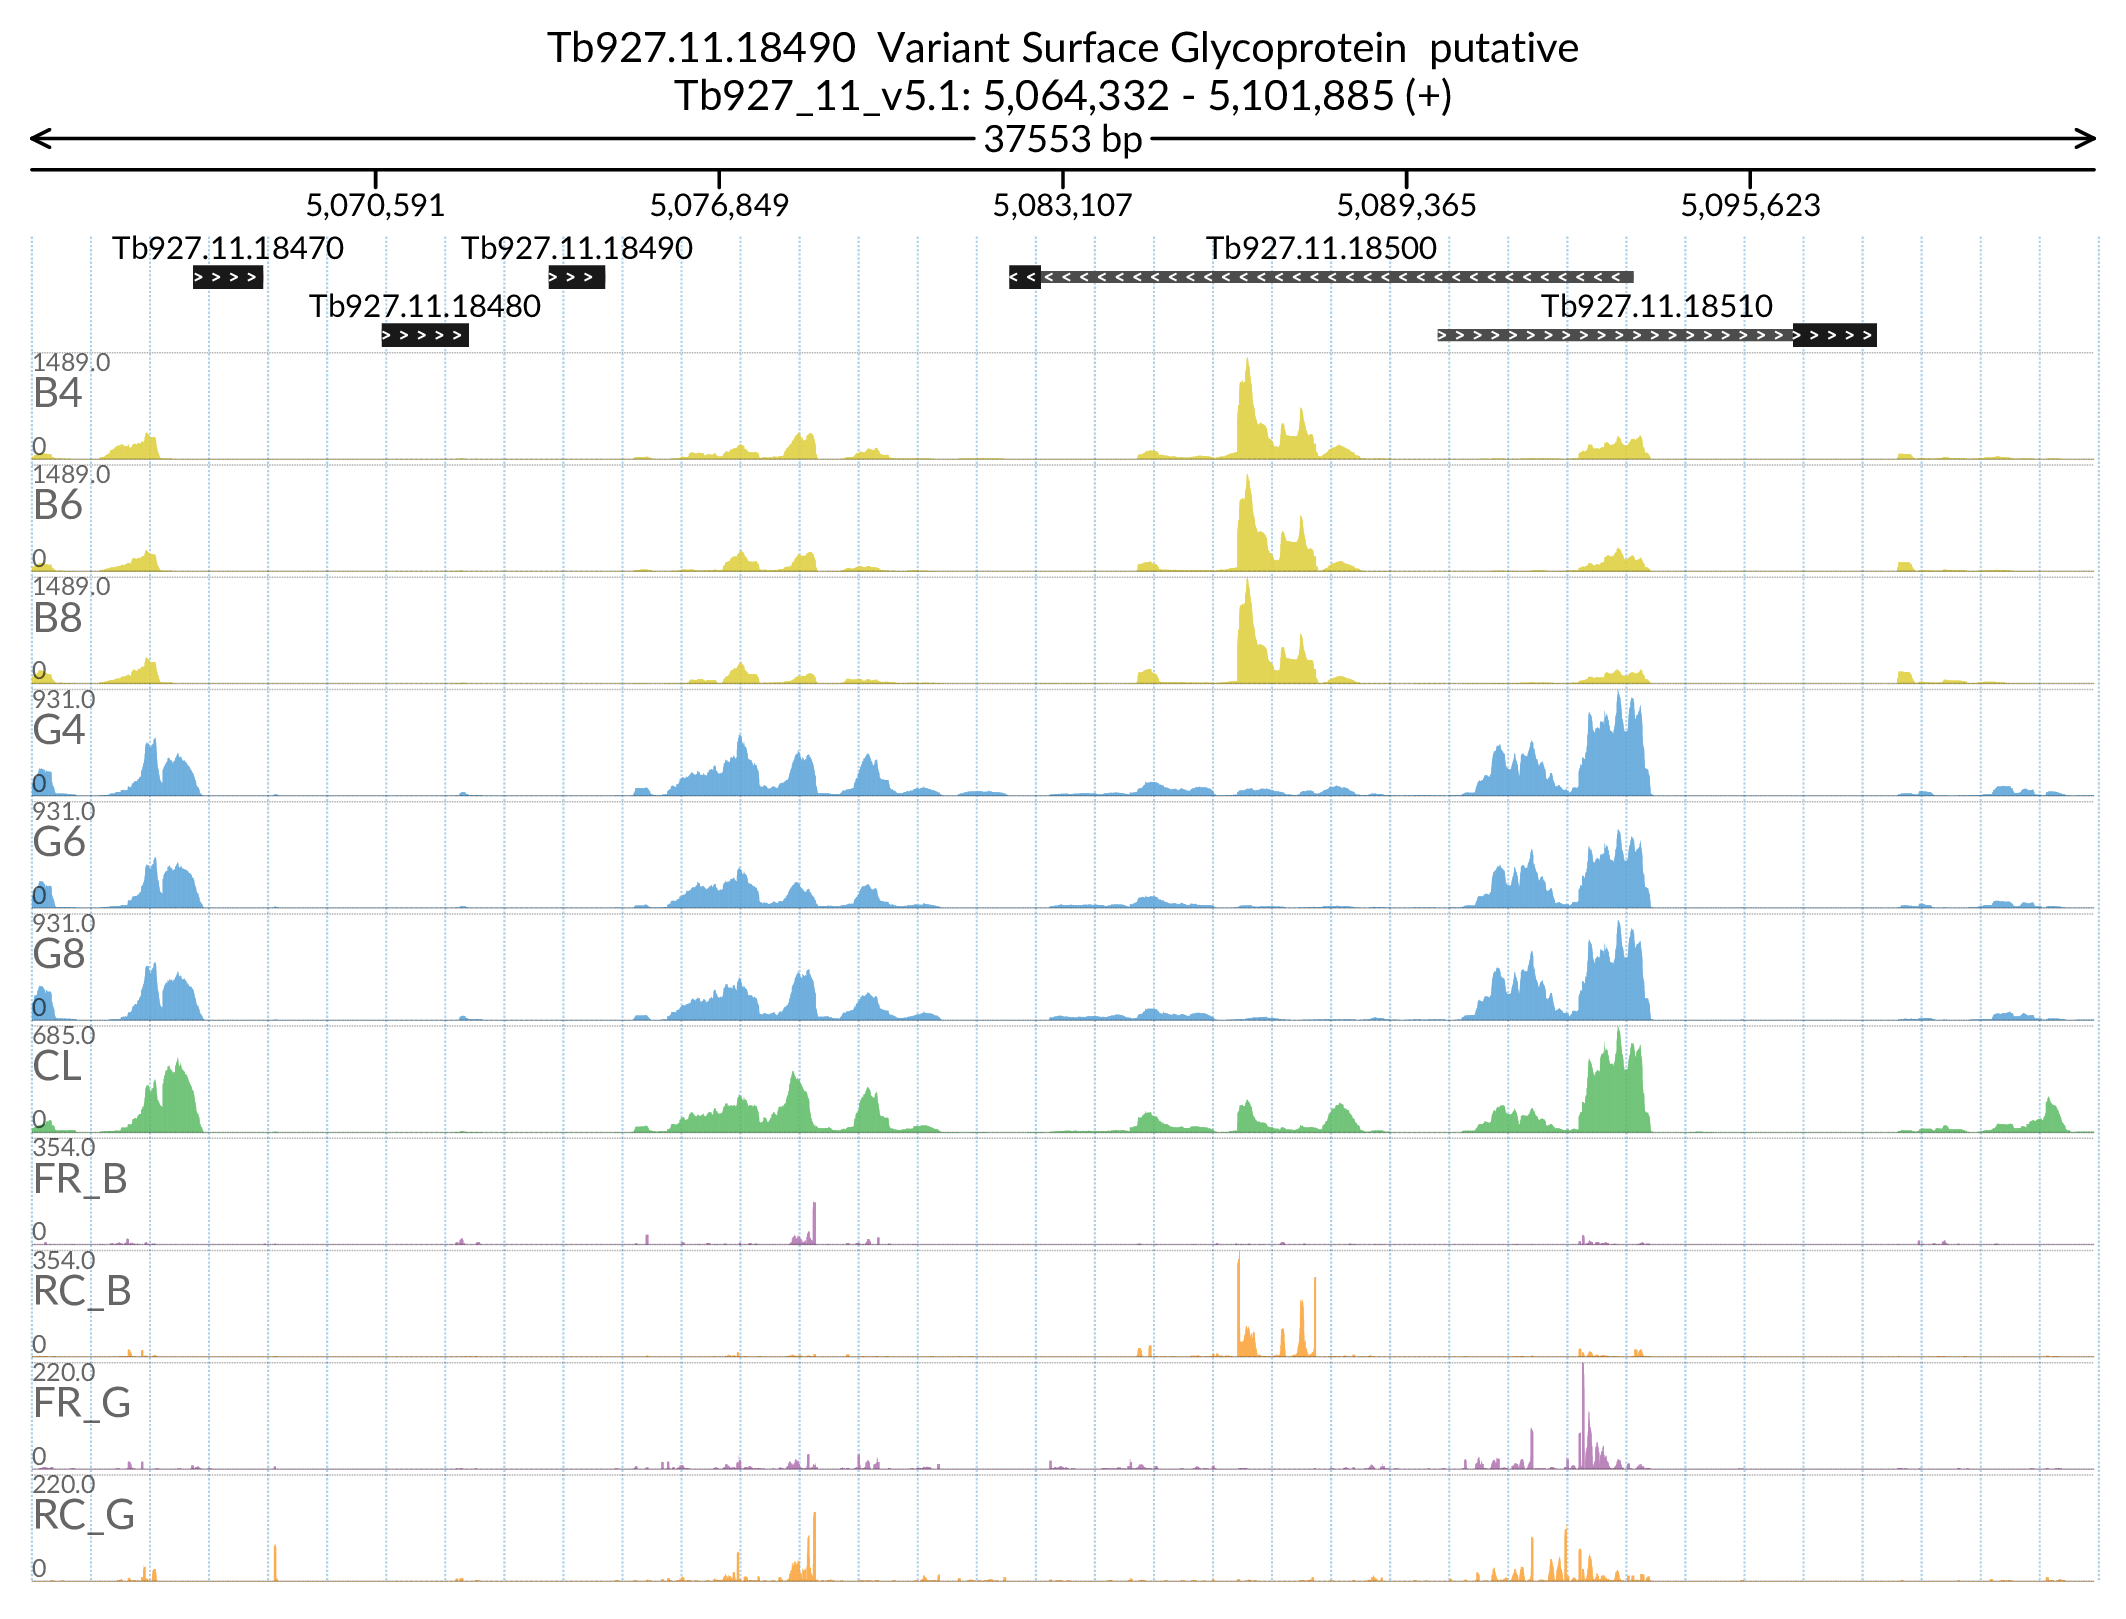 Tb927.11.18490  Variant Surface Glycoprotein  putative
Tb927_11_v5.1: 5,064,332 - 5,101,885 (+)
37553 bp
5,070,591 5,076,849 5,083,107 5,089,365 5,095,623
Tb927.11.18470 Tb927.11.18490 Tb927.11.18500
Tb927.11.18480 Tb927.11.18510
1489.0
B4
0
1489.0
B6
0
1489.0
B8
0
931.0
G4
0
931.0
G6
0
931.0
G8
0
685.0
CL
0
354.0
FR_B
0
354.0
RC_B
0
220.0
FR_G
0
220.0
RC_G
0